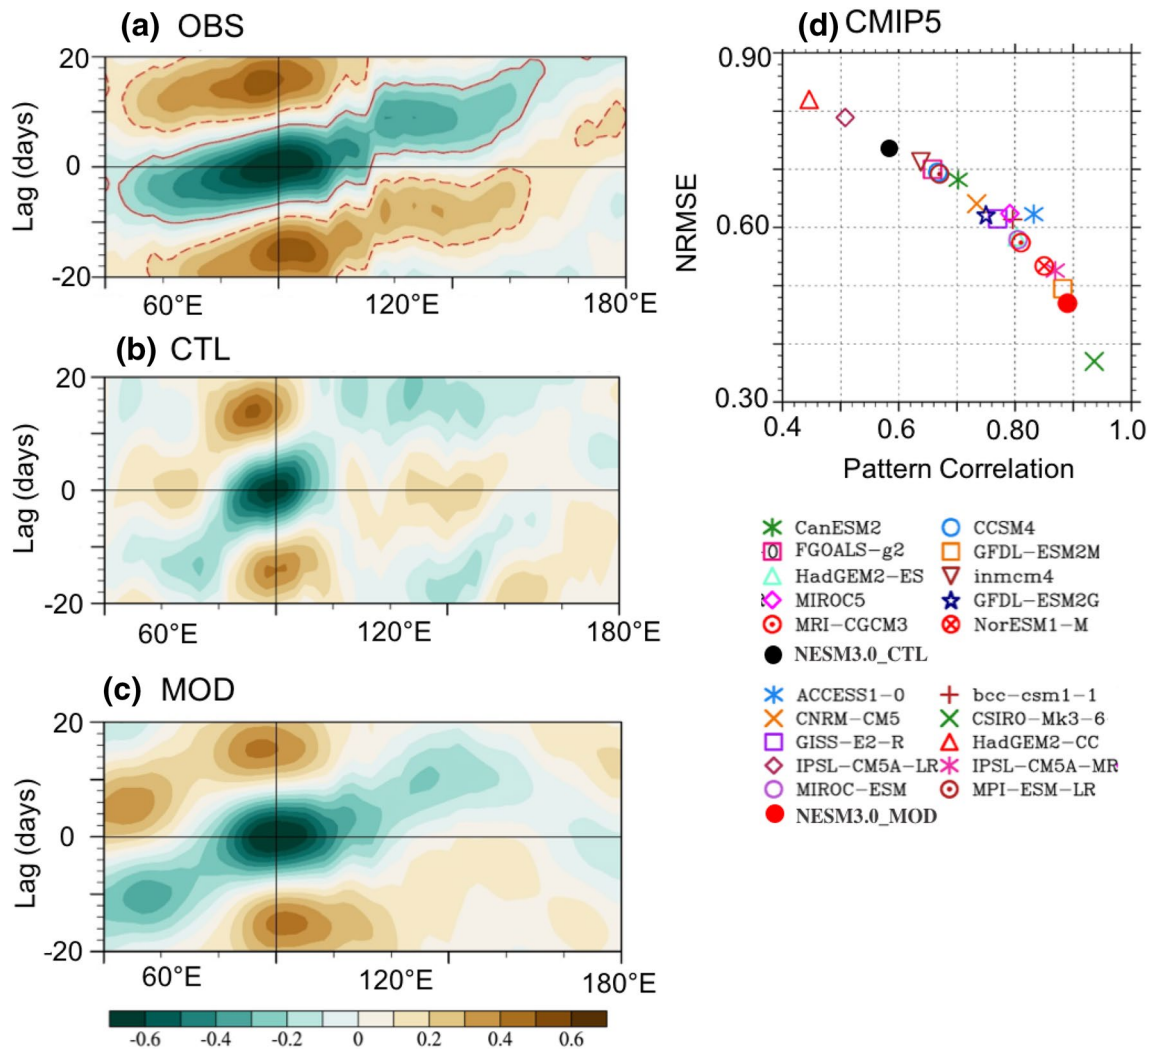 (a) OBS
20
0
-20
Lag (days)
60°E 120°E 180°E
(b) CTL
20
0
-20
Lag (days)
60°E 120°E 180°E
(c) MOD
20
0
-20
Lag (days)
60°E 120°E 180°E
-0.6 -0.4 -0.2 0 0.2 0.4 0.6
(d) CMIP5
0.90
0.60
0.30
NRMSE
0.4 0.6 0.80 1.0
Pattern Correlation
CanESM2 CCSM4
FGOALS-g2 GFDL-ESM2M
HadGEM2-ES inmcm4
MIROC5 GFDL-ESM2G
MRI-CGCM3 NorESM1-M
NESM3.0_CTL
ACCESS1-0 bcc-csm1-1
CNRM-CM5 CSIRO-Mk3-6
GISS-E2-R HadGEM2-CC
IPSL-CM5A-LR IPSL-CM5A-MR
MIROC-ESM MPI-ESM-LR
NESM3.0_MOD